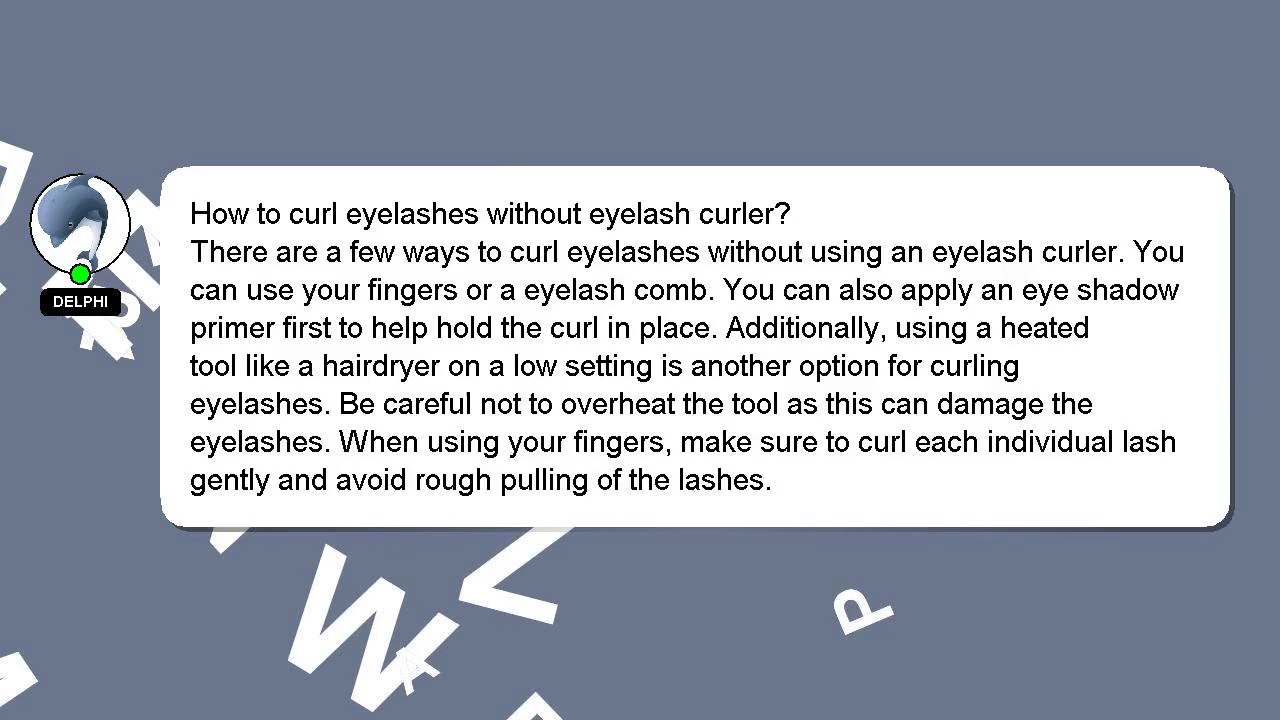 How to curl eyelashes without eyelash curler?
There are a few ways to curl eyelashes without using an eyelash curler. You
can use your fingers or a eyelash comb. You can also apply an eye shadow
primer first to help hold the curl in place. Additionally, using a heated
tool like a hairdryer on a low setting is another option for curling
eyelashes. Be careful not to overheat the tool as this can damage the
eyelashes. When using your fingers, make sure to curl each individual lash
gently and avoid rough pulling of the lashes.
DELPHI
W
Z
P
A